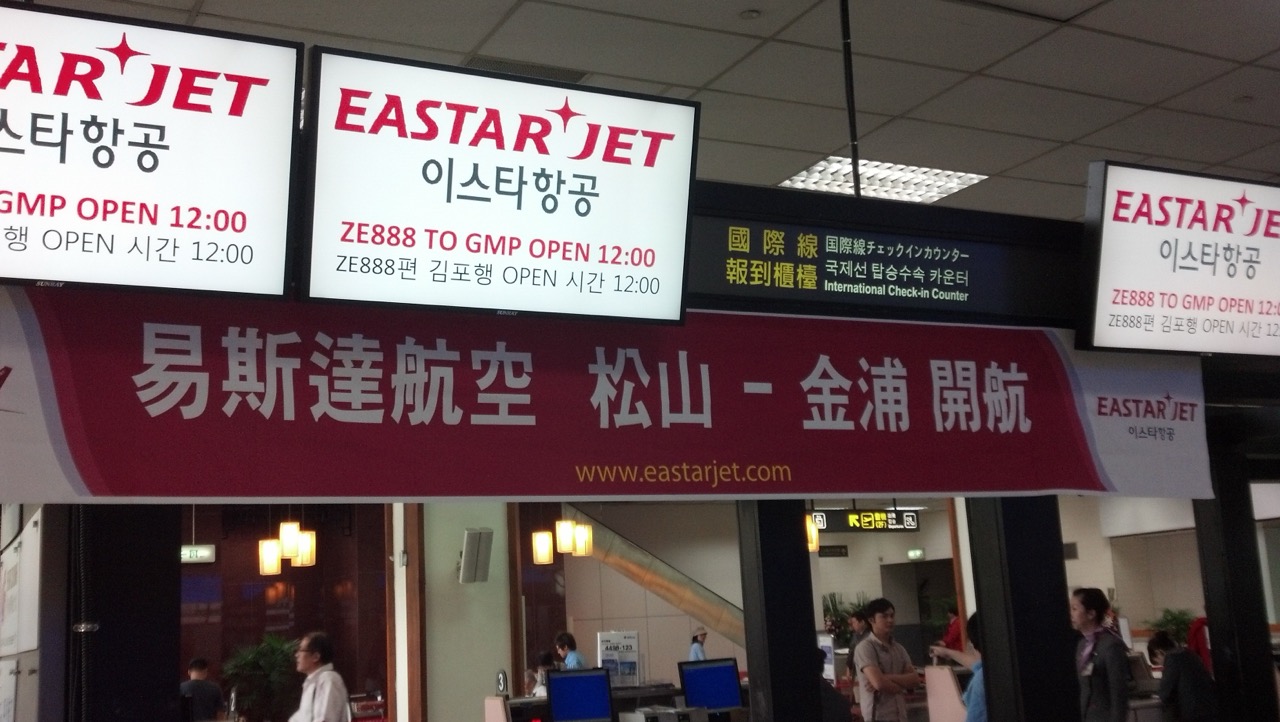 TAR JET
스타항공
GMP OPEN 12:00
행 OPEN 시간 12:00
EASTAR JET
이스타항공
ZE888 TO GMP OPEN 12:00
ZE888편 김포행 OPEN 시간 12:00
SUNRAY
國際線
報到櫃檯
国際線チェックインカウンター
국제선 탑승수속 카운터
International Check-in Counter
EASTAR JE
이스타항공
ZE888 TO GMP OPEN 12:0
ZE888편 김포행 OPEN 시간 12
易斯達航空 松山 - 金浦 開航
www.eastarjet.com
EASTAR JET
이스타항공
3